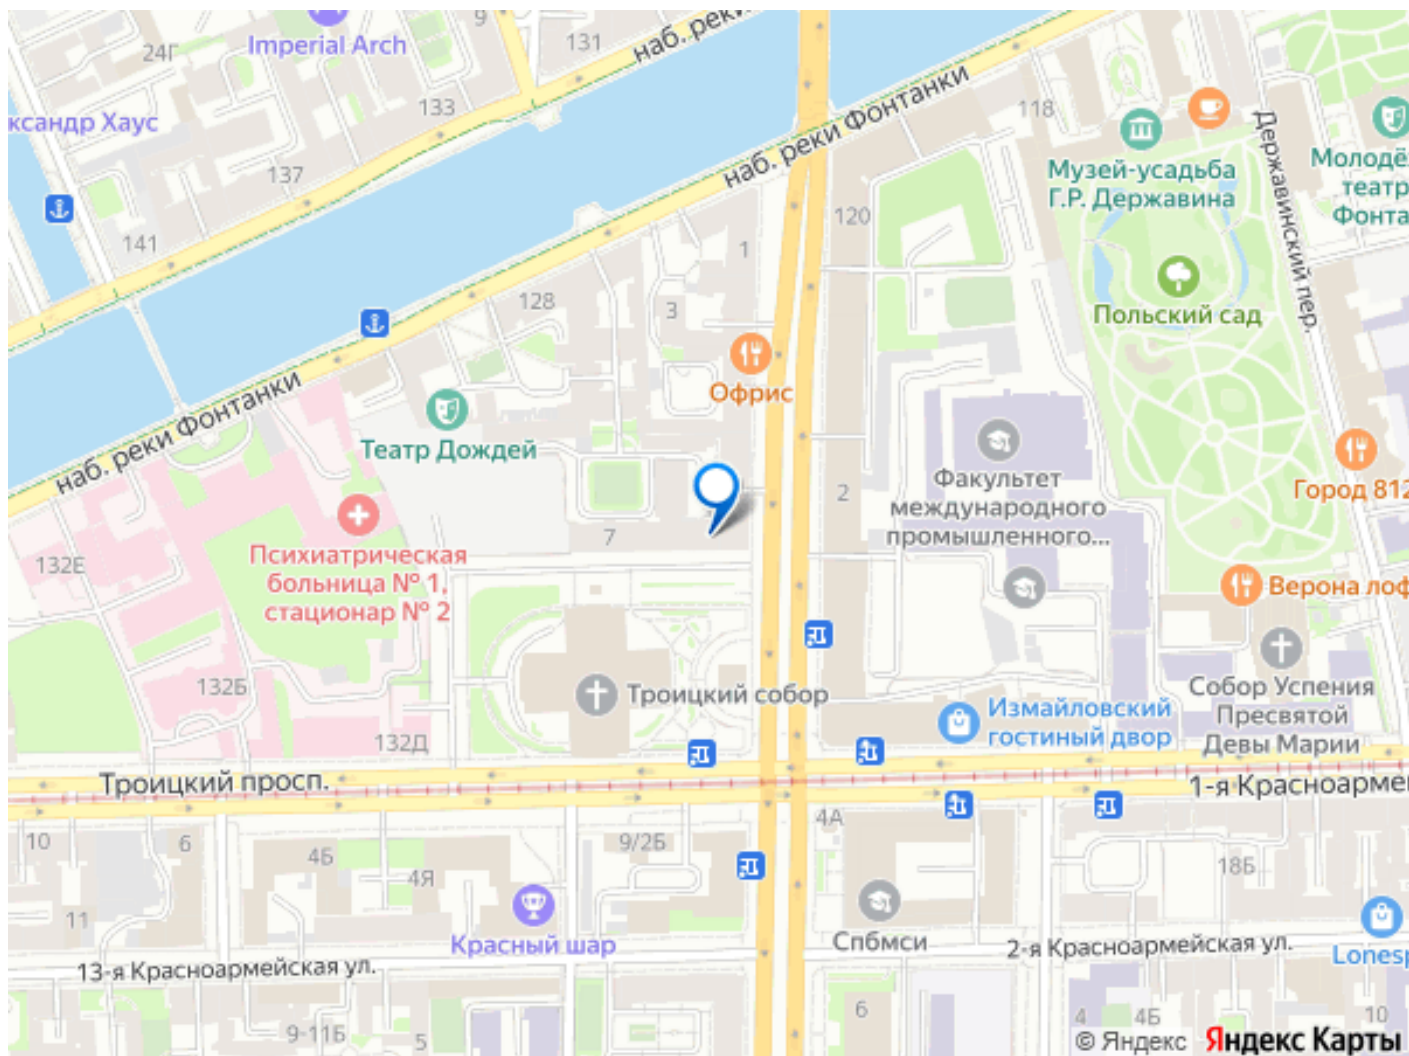 Imperial Arch
9
131
наб. реки
24Г
133
ксандр Хаус
137
141
наб. реки Фонтанки
118
Музей-усадьба
Г.Р. Державина
Державинский пер.
Молодё
театр
Фонта
120
1
128
3
Польский сад
Офрис
наб. реки Фонтанки
Театр Дождей
Факультет
международного
промышленного...
2
Город 812
7
132Е
Психиатрическая
больница № 1,
стационар № 2
Верона лоф
132Б
Троицкий собор
132Д
Измайловский
гостиный двор
Собор Успения
Пресвятой
Девы Марии
Троицкий просп.
1-я Красноарме
10
6
4Б
4Я
9/2Б
4А
18Б
11
Красный шар
Спбмси
2-я Красноармейская ул.
Lonesp
13-я Красноармейская ул.
9-11Б
5
6
4
4Б
10
© Яндекс Яндекс Карты